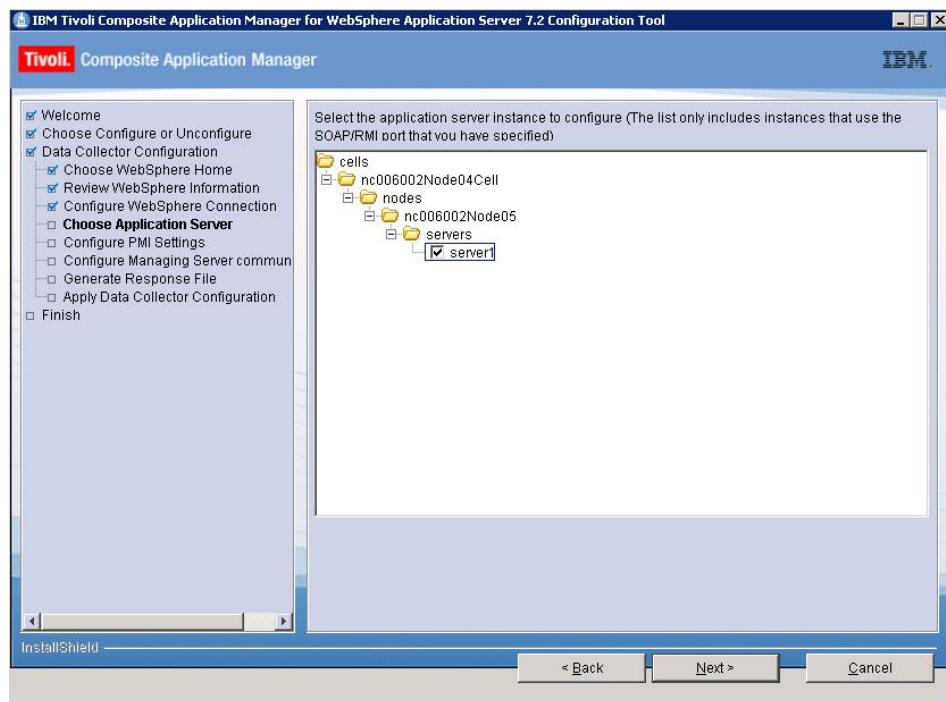 IBM Tivoli Composite Application Manager for WebSphere Application Server 7.2 Configuration Tool
Tivoli. Composite Application Manager
IBM.
Welcome
Choose Configure or Unconfigure
Data Collector Configuration
Choose WebSphere Home
Review WebSphere Information
Configure WebSphere Connection
Choose Application Server
Configure PMI Settings
Configure Managing Server commun
Generate Response File
Apply Data Collector Configuration
Finish
Select the application server instance to configure (The list only includes instances that use the
SOAP/RMI port that you have specified)
cells
nc006002Node04Cell
nodes
nc006002Node05
servers
server1
InstallShield
< Back
Next >
Cancel